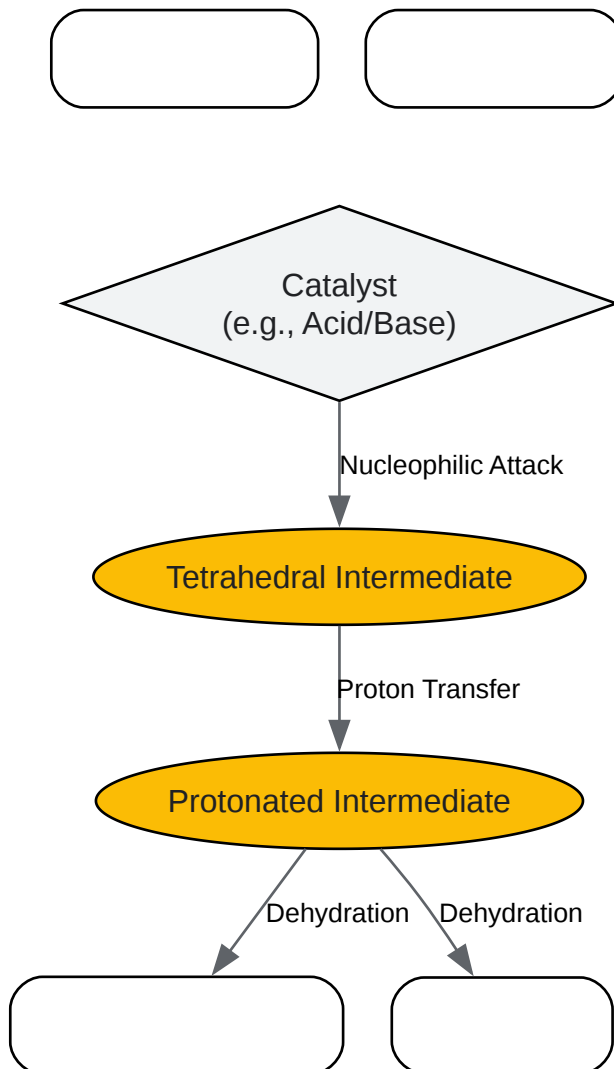 Catalyst
(e.g., Acid/Base)
Nucleophilic Attack
Tetrahedral Intermediate
Proton Transfer
Protonated Intermediate
Dehydration
Dehydration